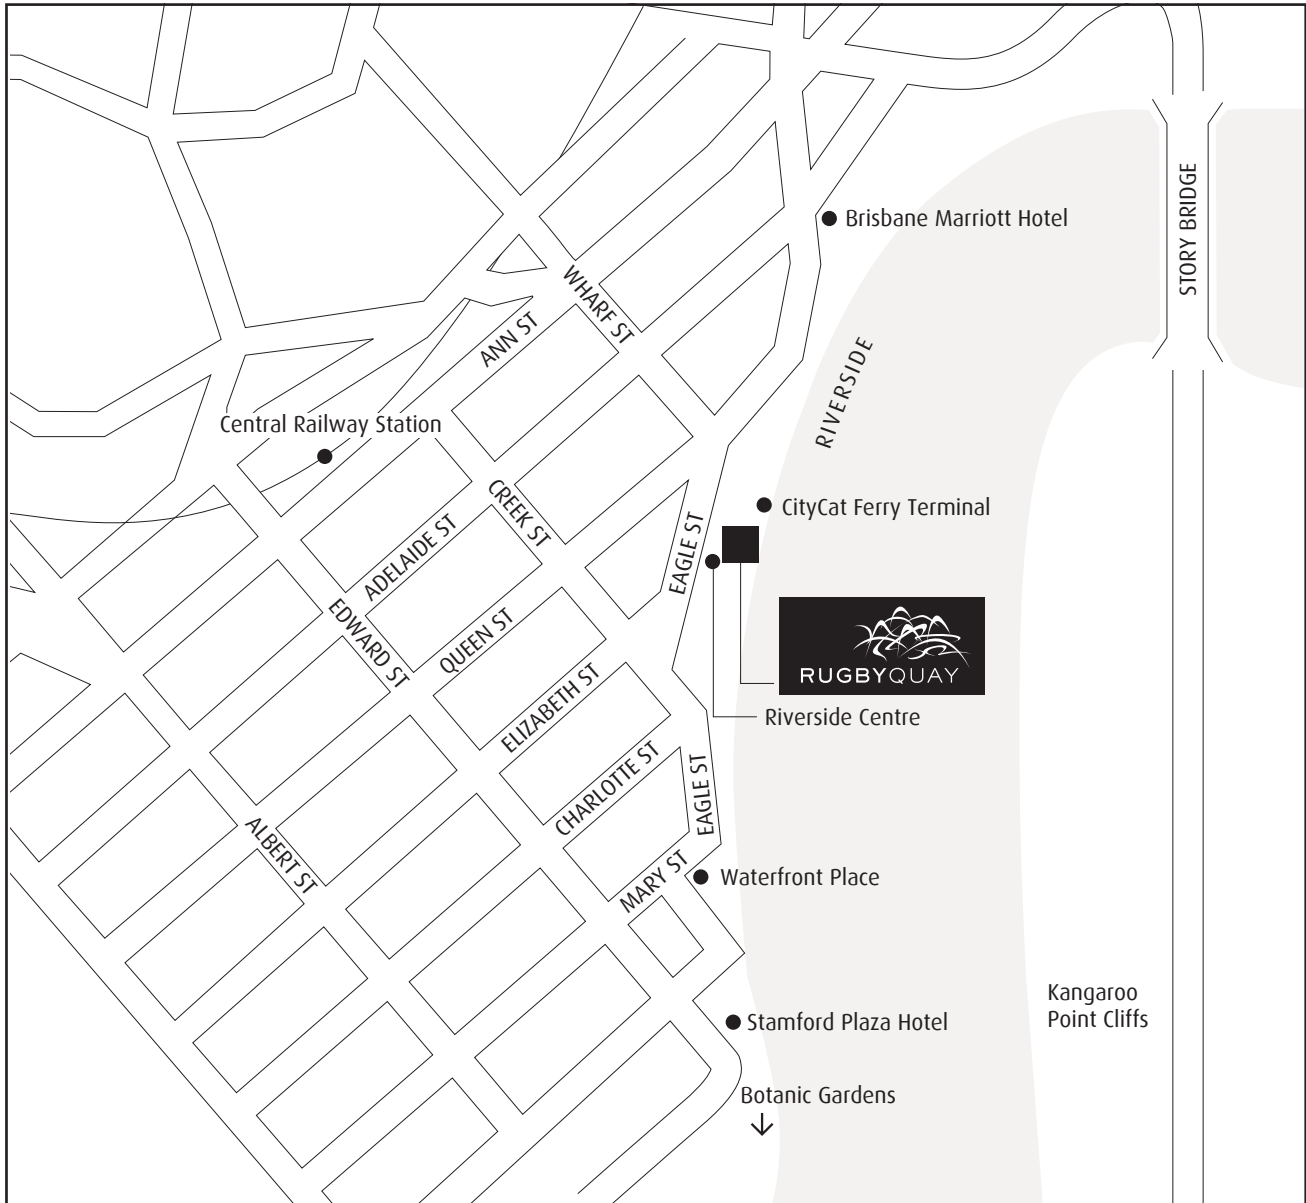 STORY BRIDGE
Brisbane Marriott Hotel
WHARF ST
ANN ST
RIVERSIDE
Central Railway Station
CREEK ST
CityCat Ferry Terminal
ADELAIDE ST
EAGLE ST
EDWARD ST
QUEEN ST
RUGBYQUAY
ELIZABETH ST
Riverside Centre
CHARLOTTE ST
EAGLE ST
ALBERT ST
MARY ST
Waterfront Place
Kangaroo
Point Cliffs
Stamford Plaza Hotel
Botanic Gardens